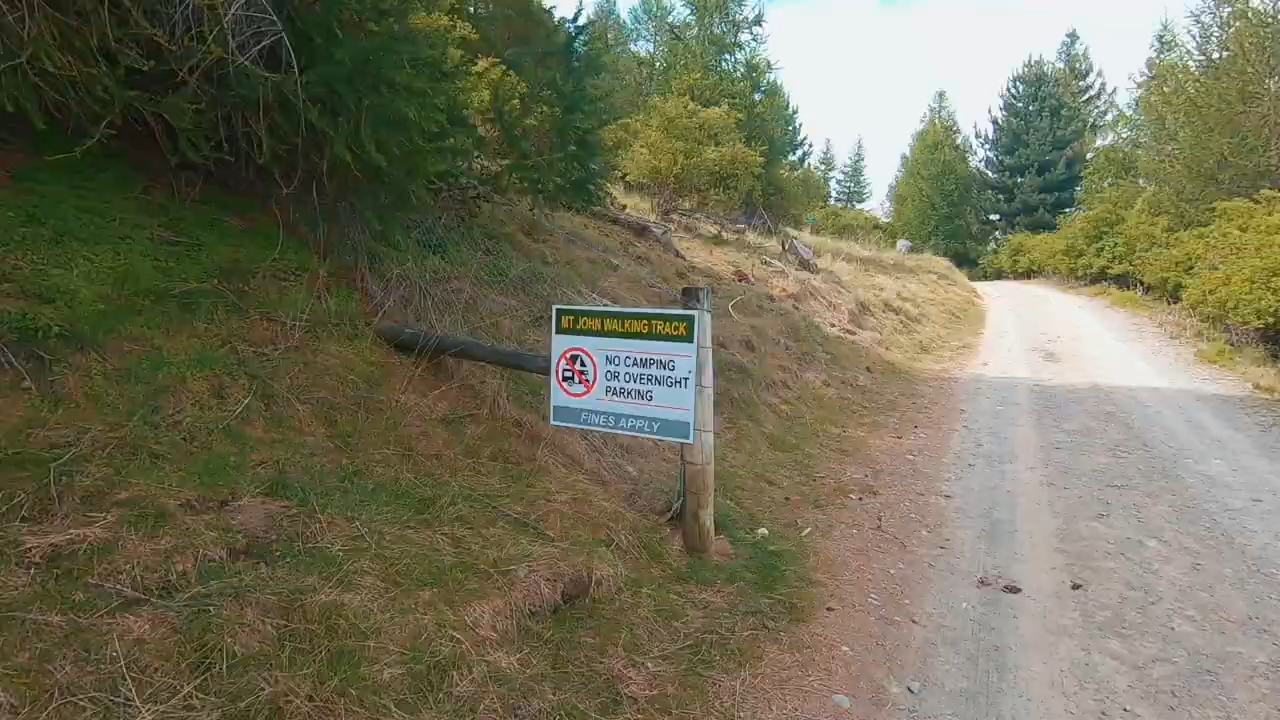 MT JOHN WALKING TRACK
NO CAMPING
OR OVERNIGHT
PARKING
FINES APPLY